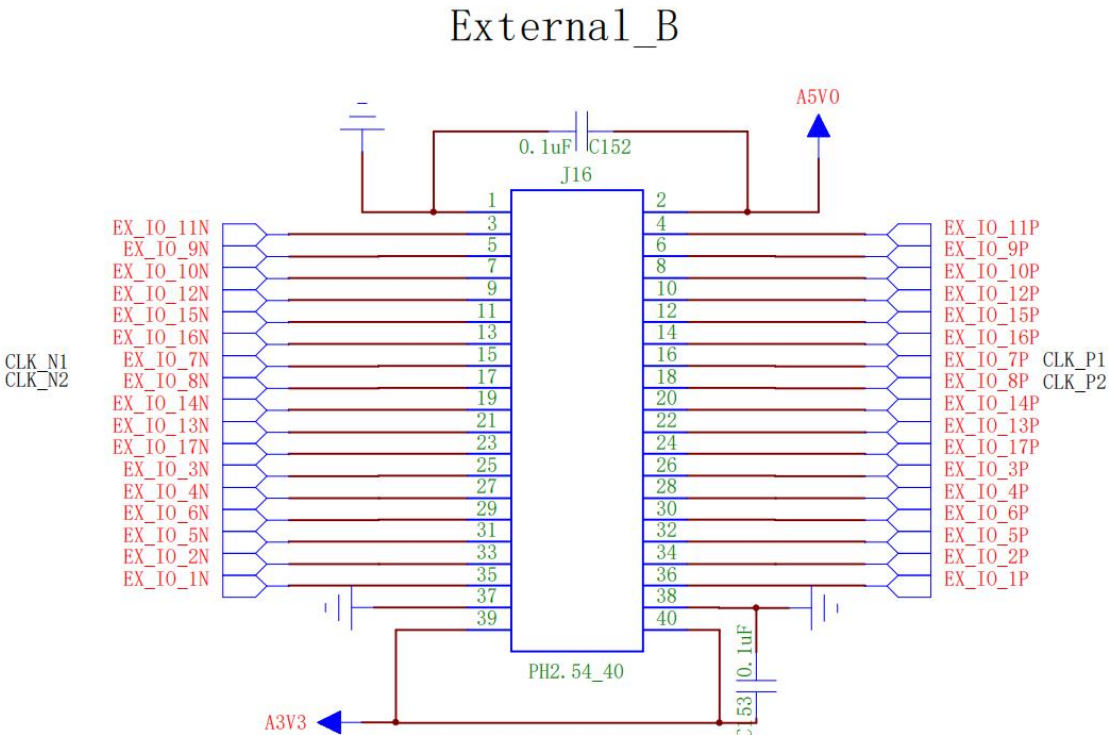 External_B
A5V0
0.1uF C152
J16
1 2
EX_IO_11N 3 4 EX_IO_11P
EX_IO_9N 5 6 EX_IO_9P
EX_IO_10N 7 8 EX_IO_10P
EX_IO_12N 9 10 EX_IO_12P
EX_IO_15N 11 12 EX_IO_15P
EX_IO_16N 13 14 EX_IO_16P
CLK_N1 EX_IO_7N 15 16 EX_IO_7P CLK_P1
CLK_N2 EX_IO_8N 17 18 EX_IO_8P CLK_P2
EX_IO_14N 19 20 EX_IO_14P
EX_IO_13N 21 22 EX_IO_13P
EX_IO_17N 23 24 EX_IO_17P
EX_IO_3N 25 26 EX_IO_3P
EX_IO_4N 27 28 EX_IO_4P
EX_IO_6N 29 30 EX_IO_6P
EX_IO_5N 31 32 EX_IO_5P
EX_IO_2N 33 34 EX_IO_2P
EX_IO_1N 35 36 EX_IO_1P
37 38
39 40
PH2.54_40
C153 0.1uF
A3V3